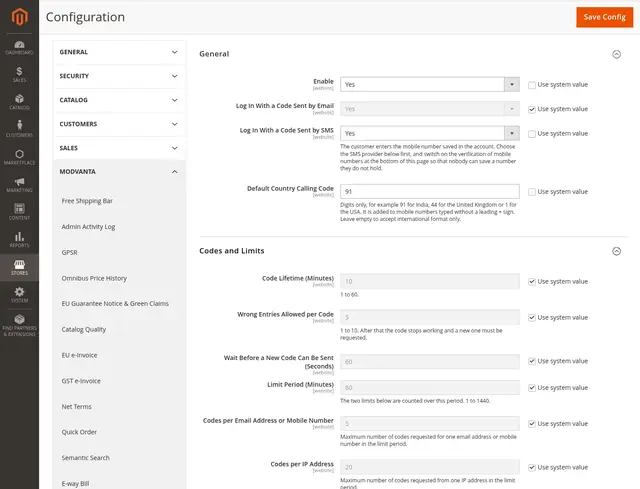 Configuration
Save Config
DASHBOARD
SALES
CATALOG
CUSTOMERS
MARKETPLACE
MARKETING
CONTENT
REPORTS
STORES
SYSTEM
FIND PARTNERS
& EXTENSIONS
GENERAL
SECURITY
CATALOG
CUSTOMERS
SALES
MODVANTA
Free Shipping Bar
Admin Activity Log
GPSR
Omnibus Price History
EU Guarantee Notice & Green Claims
Catalog Quality
EU e-Invoice
GST e-Invoice
Net Terms
Quick Order
Semantic Search
E-way Bill
General
Enable
[website]
Yes
Use system value
Log In With a Code Sent by Email
[website]
Yes
Use system value
Log In With a Code Sent by SMS
[website]
Yes
Use system value
The customer enters the mobile number saved in the account. Choose
the SMS provider below first, and switch on the verification of mobile
numbers at the bottom of this page so that nobody can save a number
they do not hold.
Default Country Calling Code
[website]
91
Use system value
Digits only, for example 91 for India, 44 for the United Kingdom or 1 for
the USA. It is added to mobile numbers typed without a leading + sign.
Leave empty to accept international format only.
Codes and Limits
Code Lifetime (Minutes)
[website]
10
Use system value
1 to 60.
Wrong Entries Allowed per Code
[website]
5
Use system value
1 to 10. After that the code stops working and a new one must be
requested.
Wait Before a New Code Can Be Sent
(Seconds)
[website]
60
Use system value
Limit Period (Minutes)
[website]
60
Use system value
The two limits below are counted over this period. 1 to 1440.
Codes per Email Address or Mobile Number
[website]
5
Use system value
Maximum number of codes requested for one email address or mobile
number in the limit period.
Codes per IP Address
[website]
20
Use system value
Maximum number of codes requested from one IP address in the limit
period.